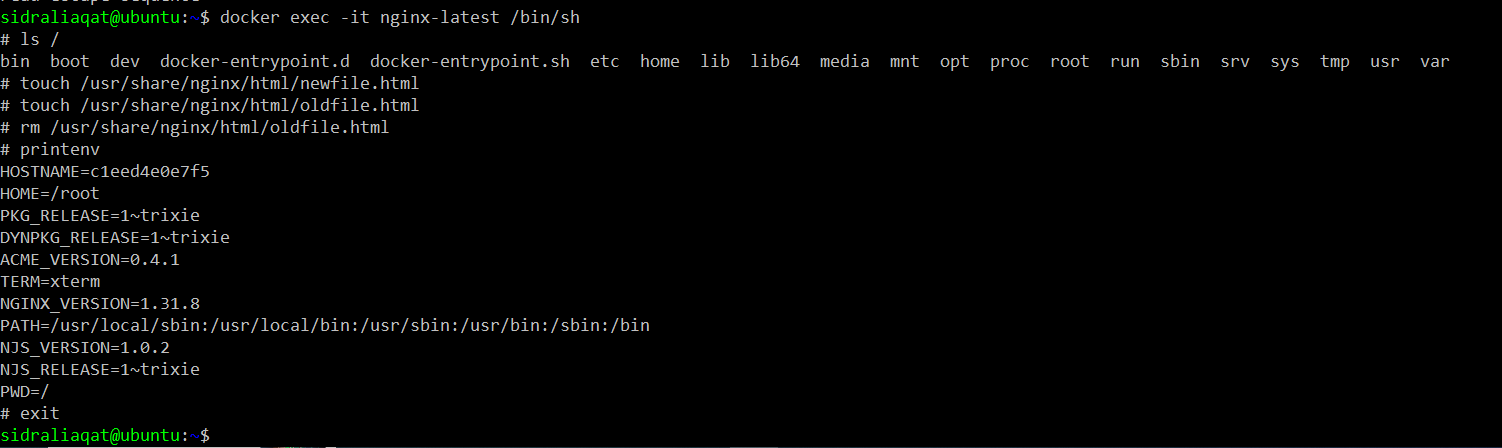 read escape sequence
sidraliaqat@ubuntu:~$ docker exec -it nginx-latest /bin/sh
# ls /
bin boot dev docker-entrypoint.d docker-entrypoint.sh etc home lib lib64 media mnt opt proc root run sbin srv sys tmp usr var
# touch /usr/share/nginx/html/newfile.html
# touch /usr/share/nginx/html/oldfile.html
# rm /usr/share/nginx/html/oldfile.html
# printenv
HOSTNAME=c1eed4e0e7f5
HOME=/root
PKG_RELEASE=1~trixie
DYNPKG_RELEASE=1~trixie
ACME_VERSION=0.4.1
TERM=xterm
NGINX_VERSION=1.31.8
PATH=/usr/local/sbin:/usr/local/bin:/usr/sbin:/usr/bin:/sbin:/bin
NJS_VERSION=1.0.2
NJS_RELEASE=1~trixie
PWD=/
# exit
sidraliaqat@ubuntu:~$